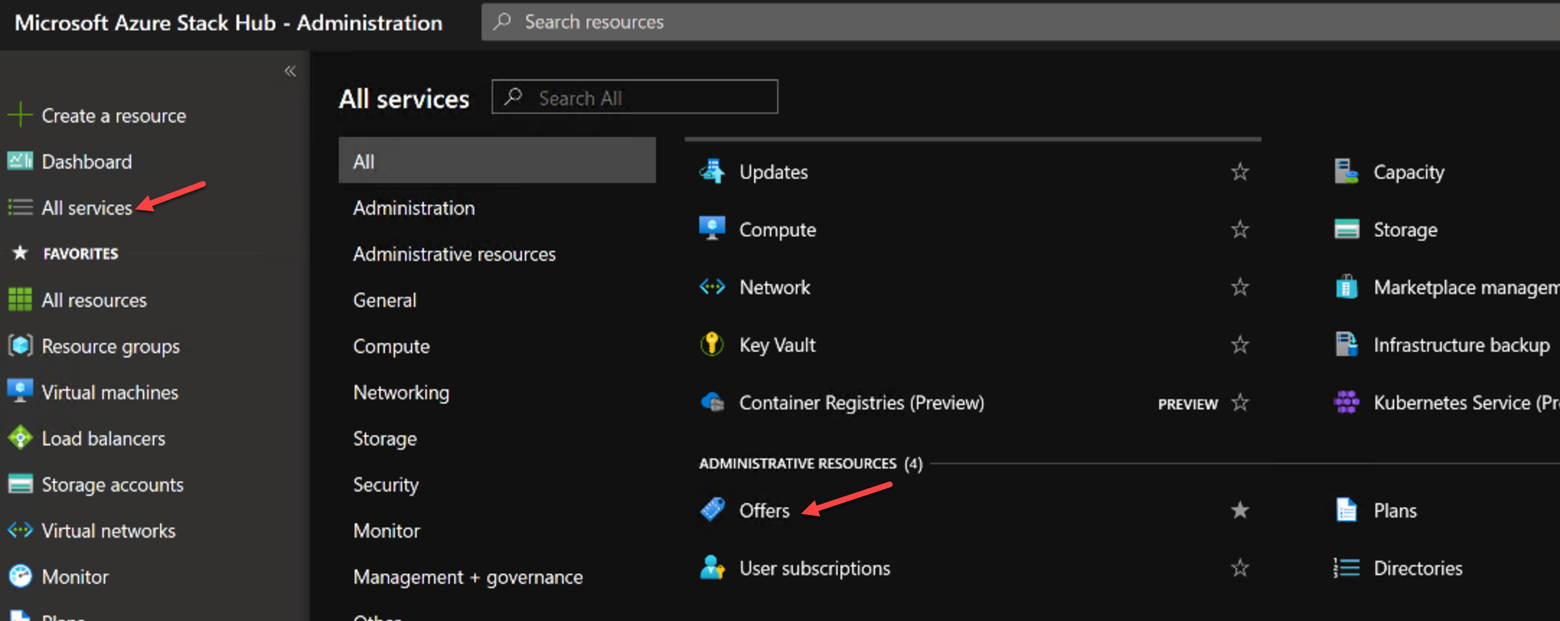 Microsoft Azure Stack Hub - Administration
Search resources
«
Create a resource
Dashboard
All services
FAVORITES
All resources
Resource groups
Virtual machines
Load balancers
Storage accounts
Virtual networks
Monitor
Plans
All services
Search All
All
Administration
Administrative resources
General
Compute
Networking
Storage
Security
Monitor
Management + governance
Other
Updates
Capacity
Compute
Storage
Network
Marketplace managem
Key Vault
Infrastructure backup
Container Registries (Preview) PREVIEW
Kubernetes Service (Pr
ADMINISTRATIVE RESOURCES (4)
Offers
Plans
User subscriptions
Directories